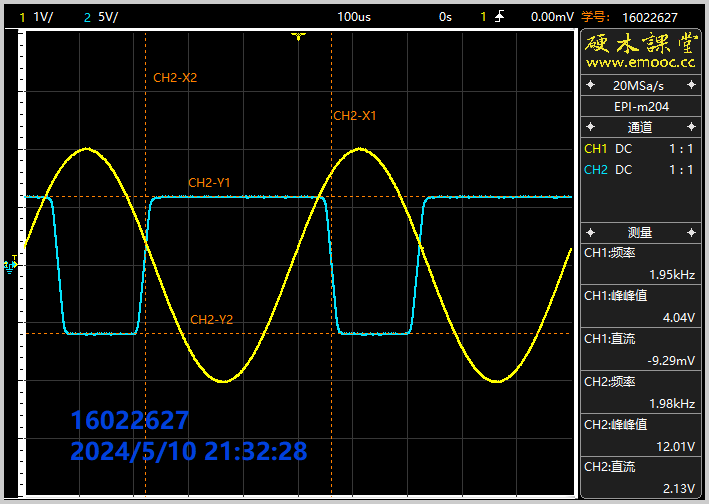 1 1V/ 2 5V/ 100us 0s 1 0.00mV 学号: 16022627
硬木課堂
www.emooc.cc
20MSa/s
EPI-m204
通道
CH1 DC 1 : 1
CH2 DC 1 : 1
测量
CH1:频率
1.95kHz
CH1:峰峰值
4.04V
CH1:直流
-9.29mV
CH2:频率
1.98kHz
CH2:峰峰值
12.01V
CH2:直流
2.13V
CH2-X2
CH2-X1
CH2-Y1
T
CH2-Y2
16022627
2024/5/10 21:32:28